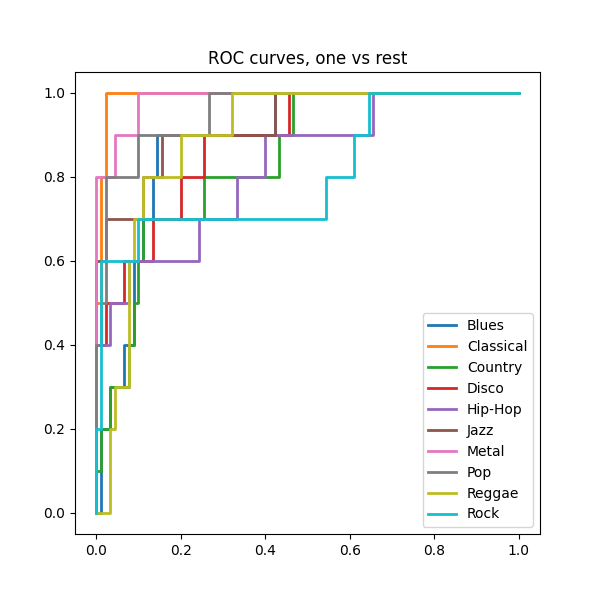 ROC curves, one vs rest
1.0
0.8
0.6
0.4
0.2
0.0
Blues
Classical
Country
Disco
Hip-Hop
Jazz
Metal
Pop
Reggae
Rock
0.0 0.2 0.4 0.6 0.8 1.0